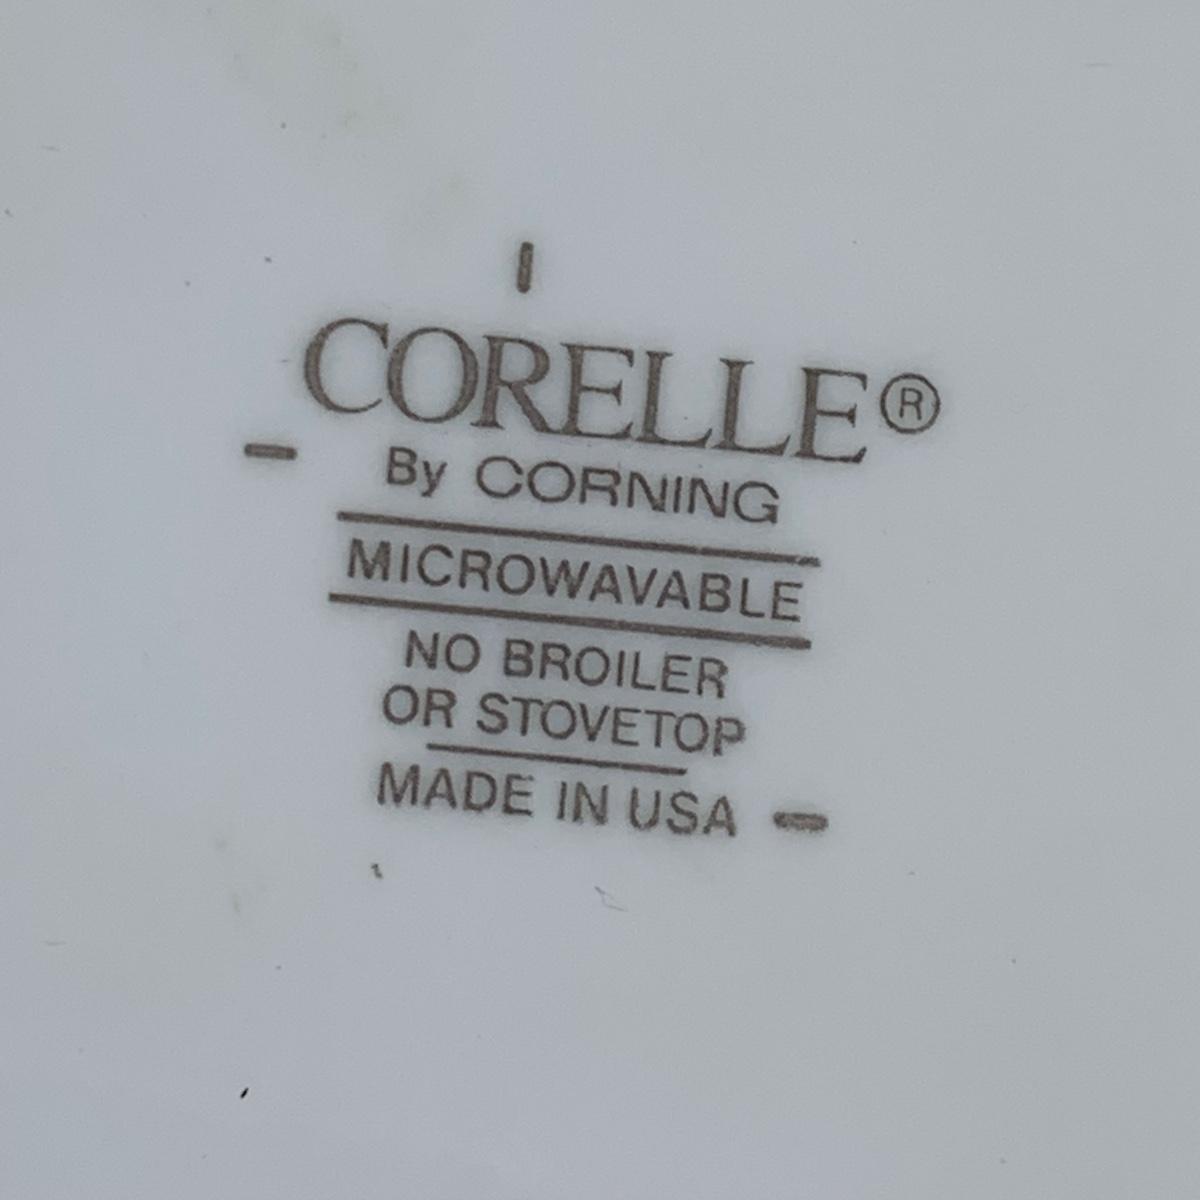 CORELLE®
By CORNING
MICROWAVABLE
NO BROILER
OR STOVETOP
MADE IN USA